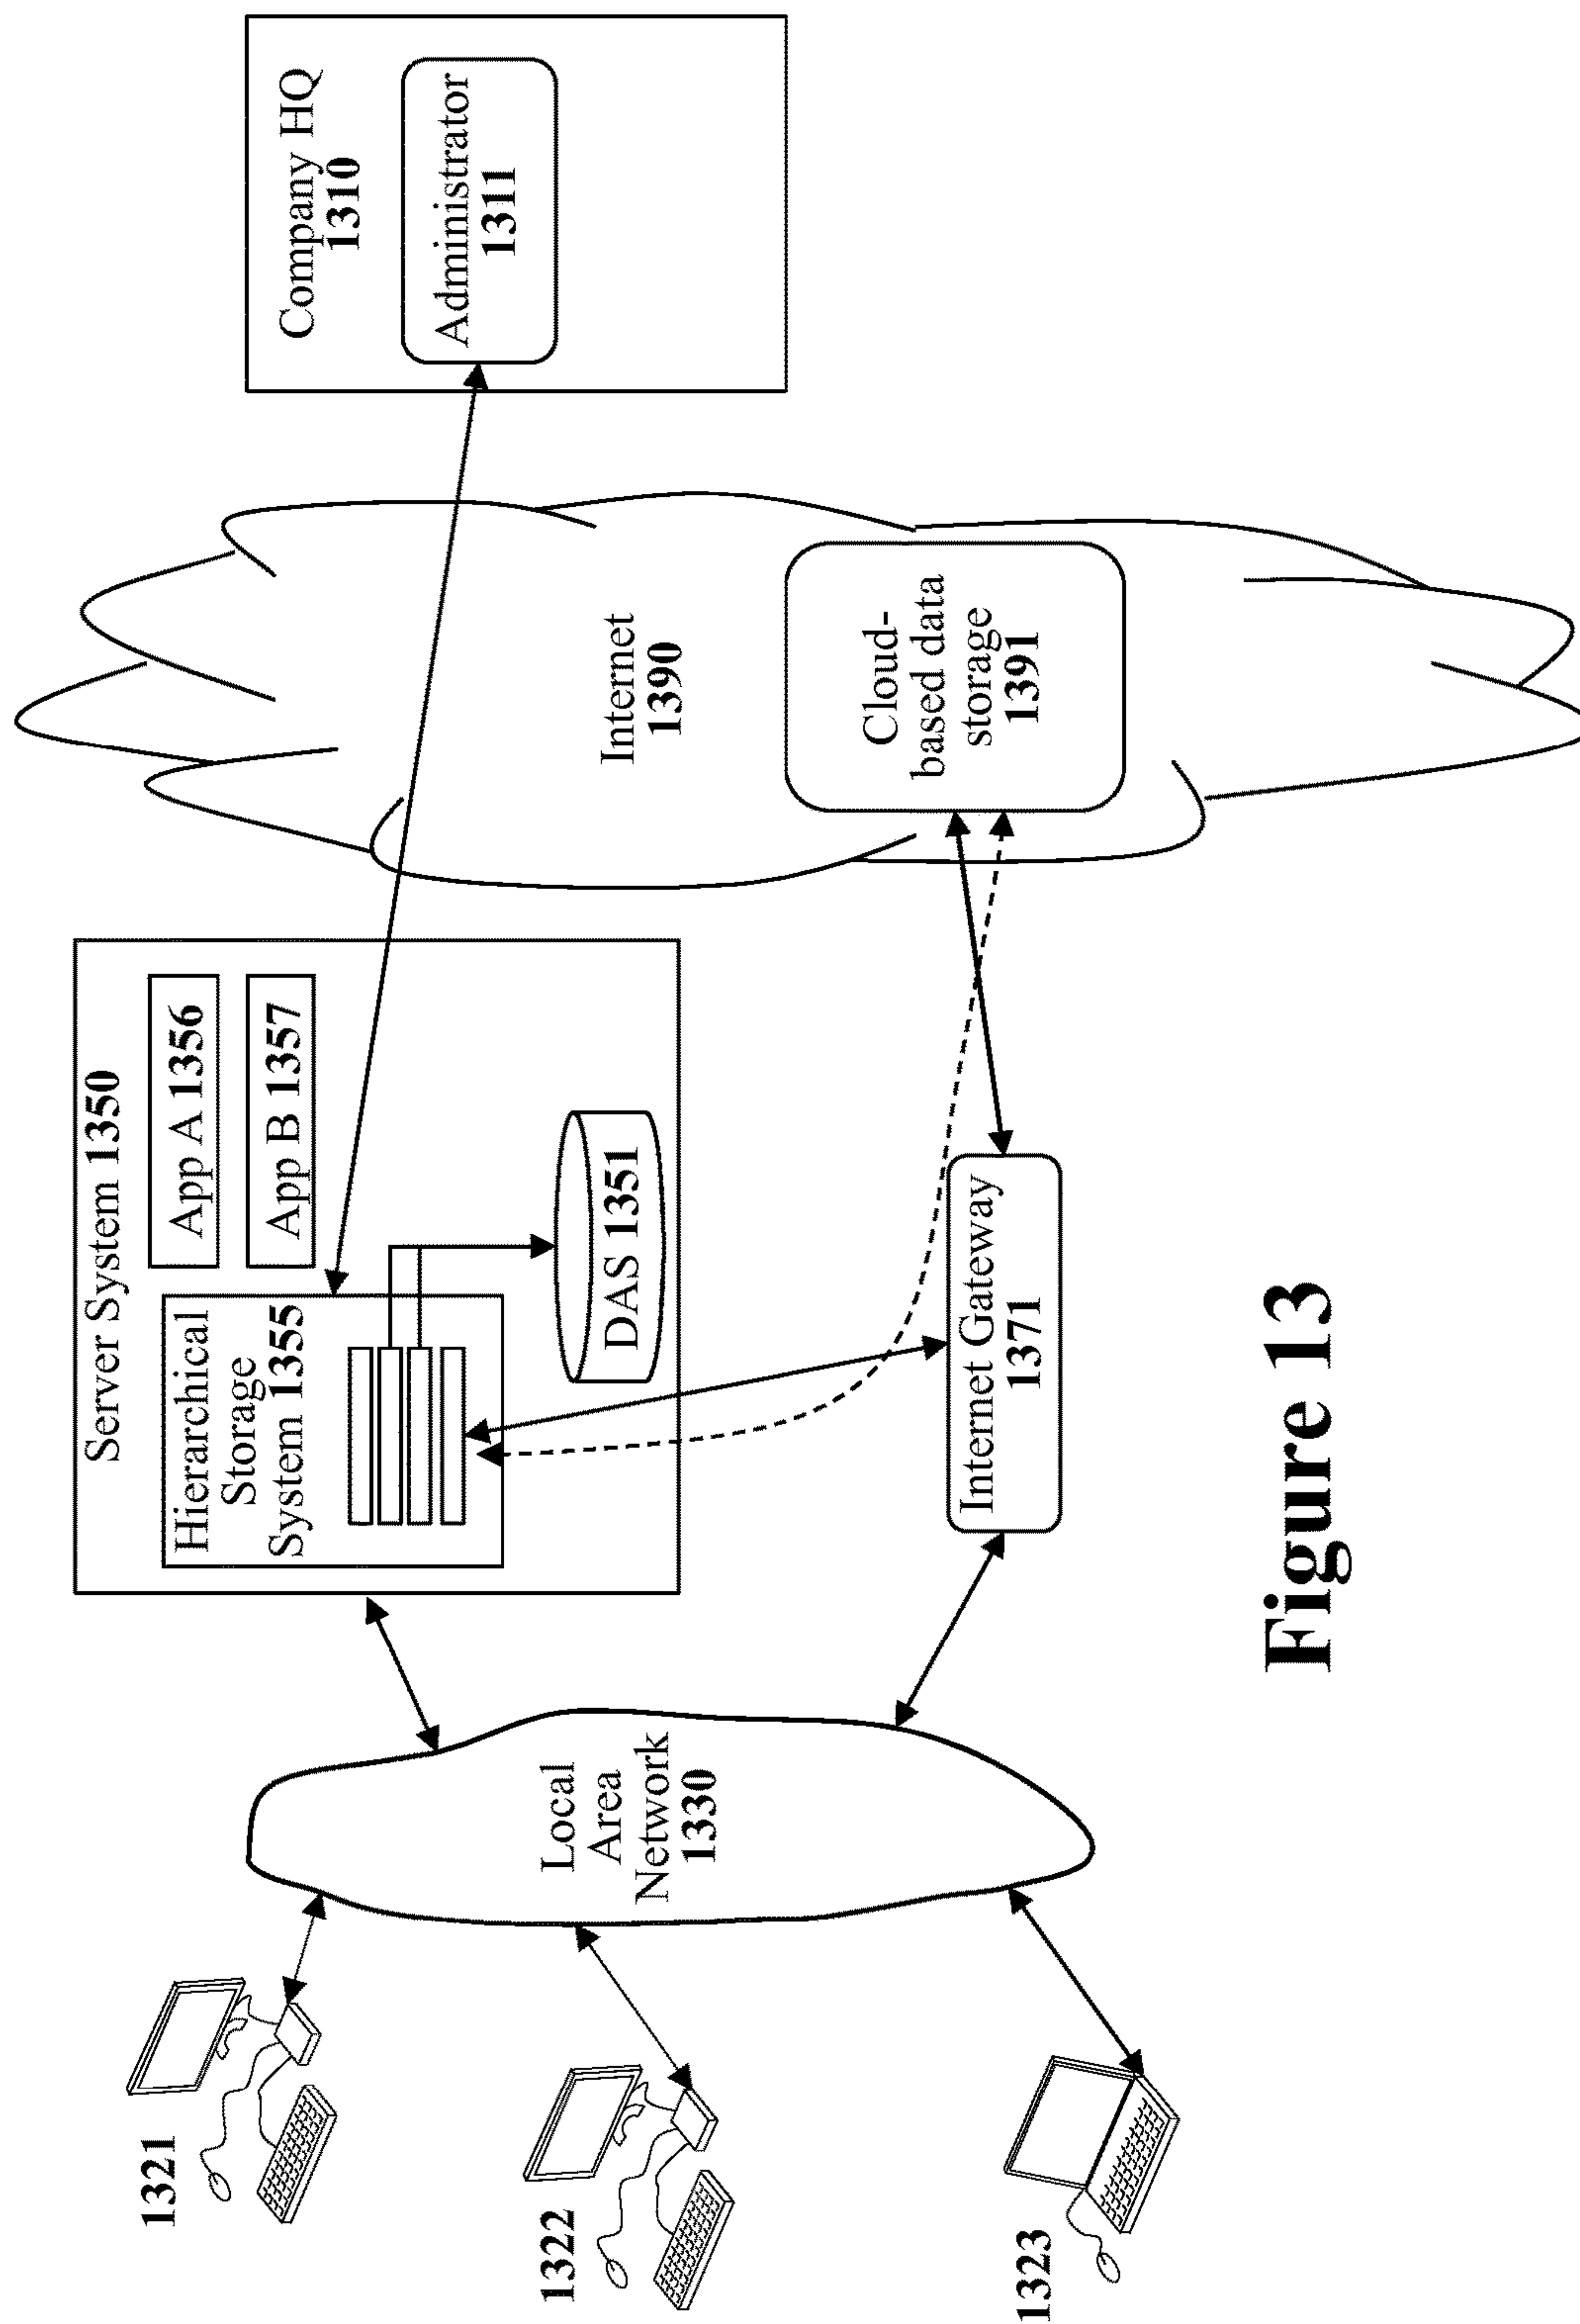 1321
1322
1323
Local
Area
Network
1330
Server System 1350
Hierarchical
Storage
System 1355
App A 1356
App B 1357
DAS 1351
Internet Gateway
1371
Internet
1390
Cloud-
based data
storage
1391
Company HQ
1310
Administrator
1311
Figure 13